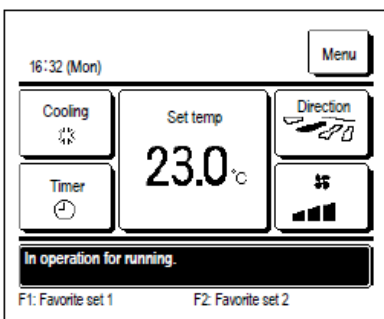 16:32 (Mon)
Menu
Cooling
Set temp
Direction
23.0°C
Timer
In operation for running.
F1: Favorite set 1
F2: Favorite set 2